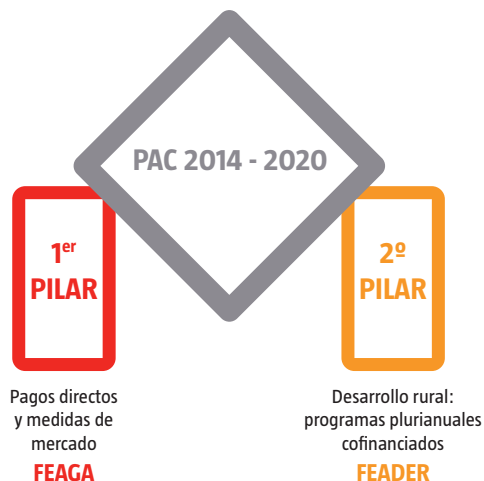 PAC 2014 - 2020
1er
PILAR
Pagos directos
y medidas de
mercado
FEAGA
2º
PILAR
Desarrollo rural:
programas plurianuales
cofinanciados
FEADER